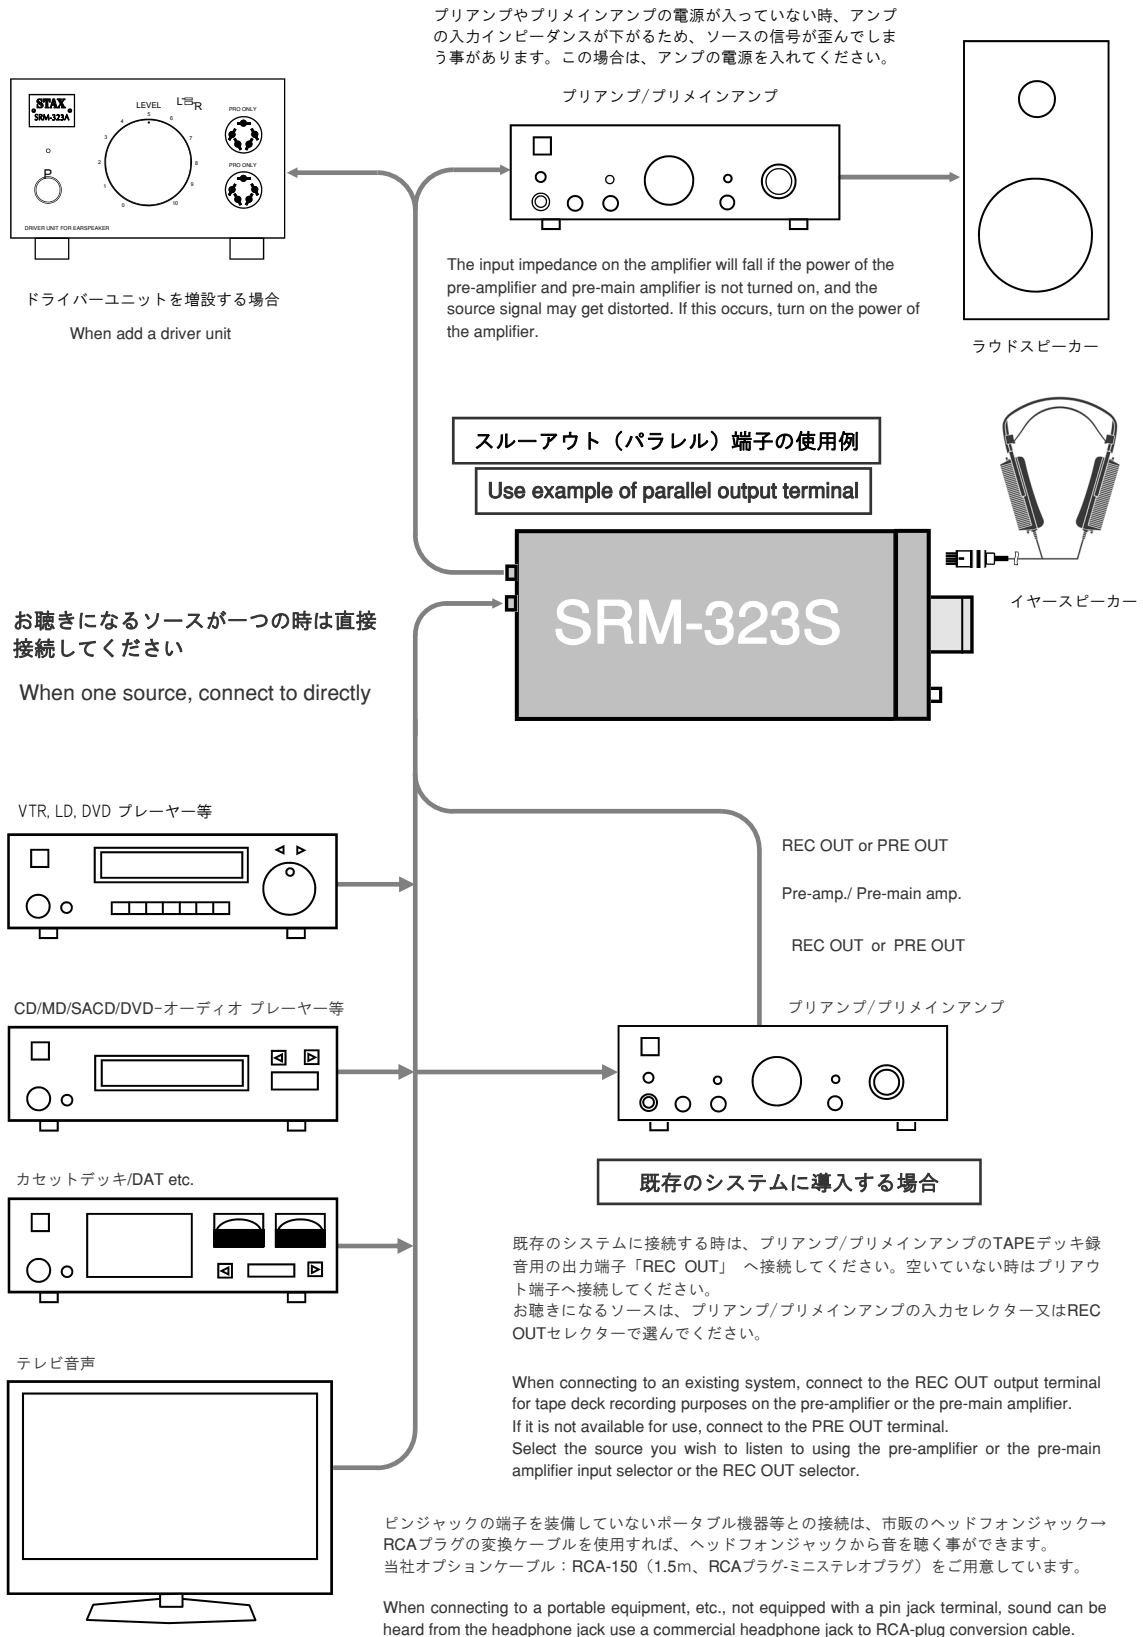 プリアンプやプリメインアンプの電源が入っていない時、アンプ
の入力インピーダンスが下がるため、ソースの信号が歪んでしま
う事があります。この場合は、アンプの電源を入れてください。
プリアンプ/プリメインアンプ
STAX
SRM-323A
LEVEL
L R
PRO ONLY
PRO ONLY
P
0 1 2 3 4 5 6 7 8 9 10
DRIVER UNIT FOR EARSPEAKER
ドライバーユニットを増設する場合
When add a driver unit
The input impedance on the amplifier will fall if the power of the
pre-amplifier and pre-main amplifier is not turned on, and the
source signal may get distorted. If this occurs, turn on the power of
the amplifier.
ラウドスピーカー
スルーアウト（パラレル）端子の使用例
Use example of parallel output terminal
SRM-323S
イヤースピーカー
お聴きになるソースが一つの時は直接
接続してください
When one source, connect to directly
VTR, LD, DVD プレーヤー等
REC OUT or PRE OUT
Pre-amp./ Pre-main amp.
REC OUT or PRE OUT
プリアンプ/プリメインアンプ
CD/MD/SACD/DVD-オーディオ プレーヤー等
カセットデッキ/DAT etc.
既存のシステムに導入する場合
既存のシステムに接続する時は、プリアンプ/プリメインアンプのTAPEデッキ録
音用の出力端子「REC OUT」 へ接続してください。空いていない時はプリアウ
ト端子へ接続してください。
お聴きになるソースは、プリアンプ/プリメインアンプの入力セレクター又はREC
OUTセレクターで選んでください。
テレビ音声
When connecting to an existing system, connect to the REC OUT output terminal
for tape deck recording purposes on the pre-amplifier or the pre-main amplifier.
If it is not available for use, connect to the PRE OUT terminal.
Select the source you wish to listen to using the pre-amplifier or the pre-main
amplifier input selector or the REC OUT selector.
ピンジャックの端子を装備していないポータブル機器等との接続は、市販のヘッドフォンジャック→
RCAプラグの変換ケーブルを使用すれば、ヘッドフォンジャックから音を聴く事ができます。
当社オプションケーブル：RCA-150（1.5m、RCAプラグ-ミニステレオプラグ）をご用意しています。
When connecting to a portable equipment, etc., not equipped with a pin jack terminal, sound can be
heard from the headphone jack use a commercial headphone jack to RCA-plug conversion cable.